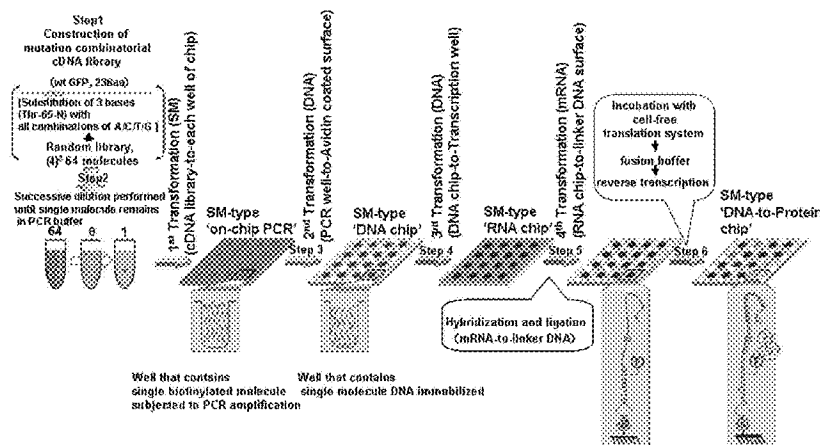 Step1
Construction of
mutation combinatorial
cDNA library
(wt GFP, 238aa)
[Substitution of 3 bases
(Thr-65-N) with
all combinations of A/C/T/G ]
Random library,
(4)³ 64 molecules
Step2
Successive dilution performed
until single molecule remains
in PCR buffer
64 8 1
1st Transformation (SM)
(cDNA library-to-each well of chip)
SM-type
'on-chip PCR'
Well that contains
single biotinylated molecule
subjected to PCR amplification
Step 3
2nd Transformation (DNA)
(PCR well-to-Avidin coated surface)
SM-type
'DNA chip'
Well that contains
single molecule DNA immobilized
Step 4
3rd Transformation (DNA)
(DNA chip-to-Transcription well)
SM-type
'RNA chip'
Step 5
4th Transformation (mRNA)
(RNA chip-to-linker DNA surface)
Hybridization and ligation
(mRNA-to-linker DNA)
Incubation with
cell-free
translation system
fusion buffer
reverse transcription
Step 6
SM-type
'DNA-to-Protein
chip'